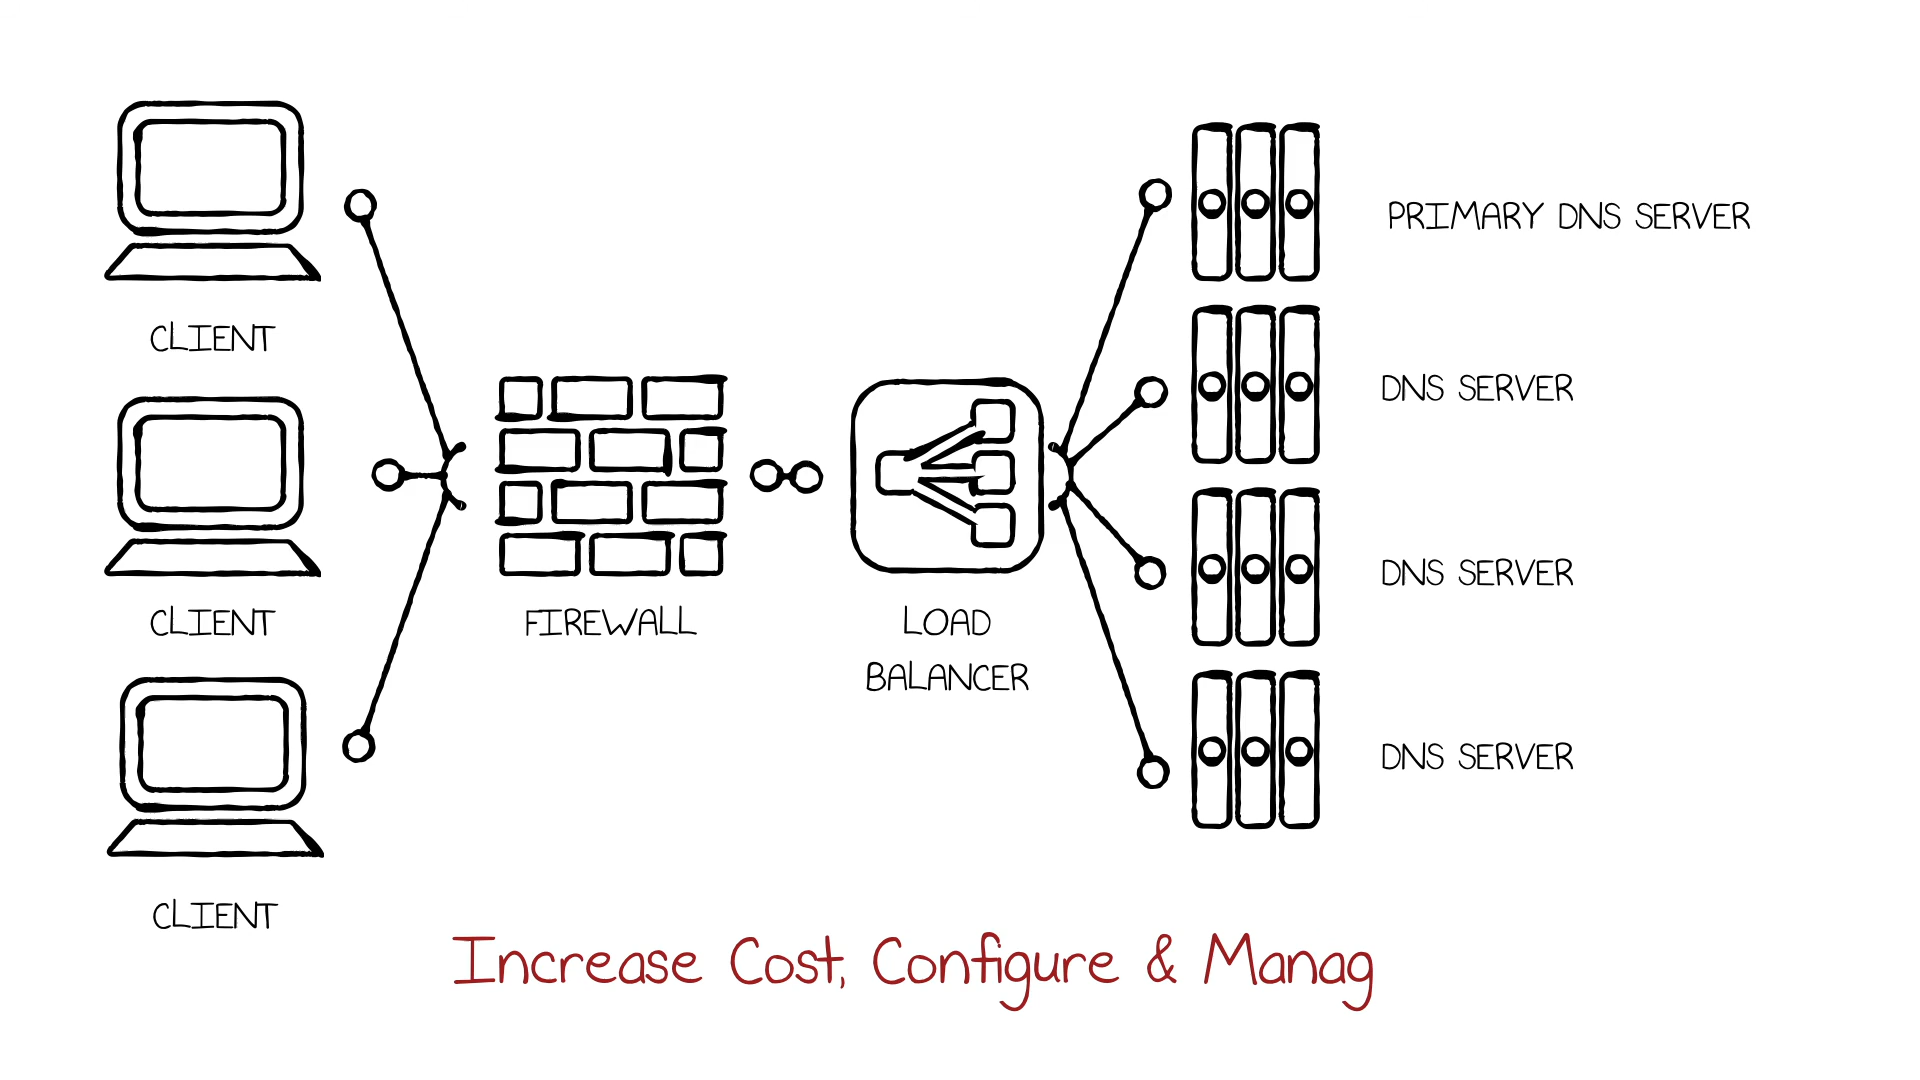 CLIENT
CLIENT
CLIENT
FIREWALL
LOAD
BALANCER
PRIMARY DNS SERVER
DNS SERVER
DNS SERVER
DNS SERVER
Increase Cost, Configure & Manag